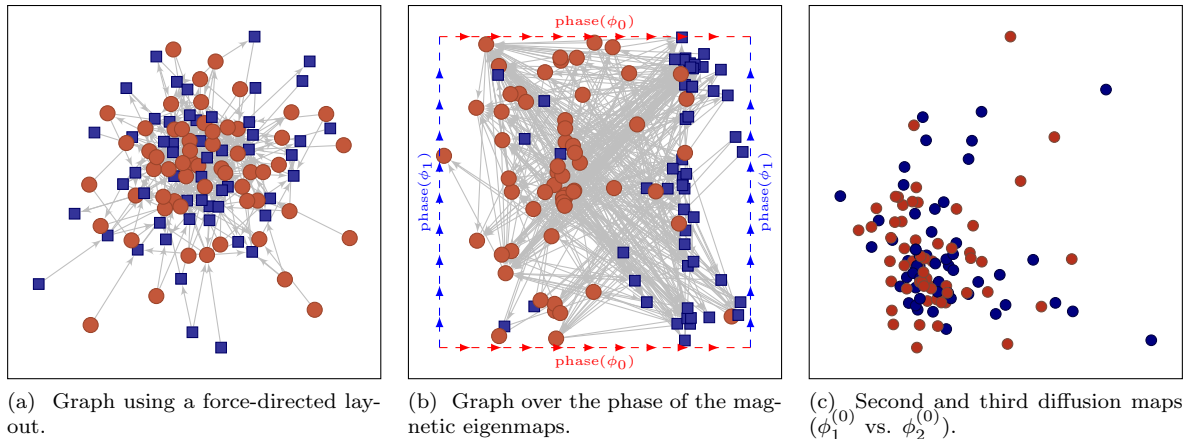 phase(ϕ₀)
phase(ϕ₁)
phase(ϕ₁)
phase(ϕ₀)
(a) Graph using a force-directed lay-
out.
(b) Graph over the phase of the mag-
netic eigenmaps.
(c) Second and third diffusion maps
(ϕ₁⁽⁰⁾ vs. ϕ₂⁽⁰⁾).